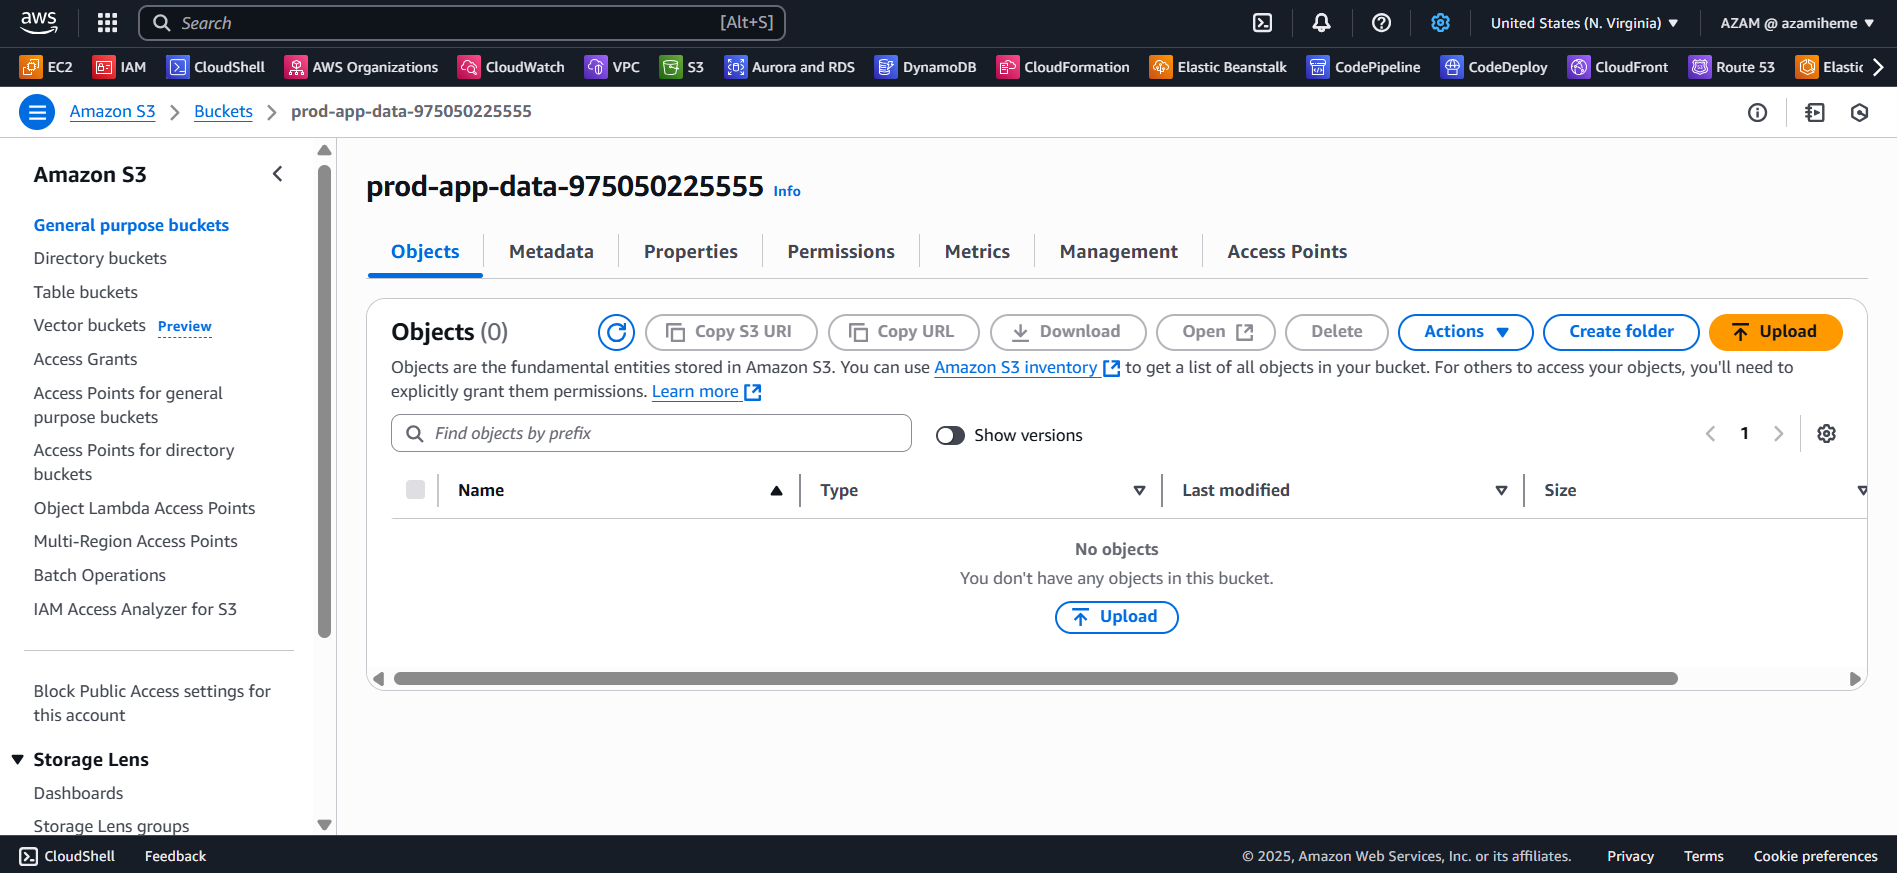 aws
Search [Alt+S]
United States (N. Virginia)
AZAM @ azamiheme
EC2 IAM CloudShell AWS Organizations CloudWatch VPC S3 Aurora and RDS DynamoDB CloudFormation Elastic Beanstalk CodePipeline CodeDeploy CloudFront Route 53 Elastic
Amazon S3 Buckets prod-app-data-975050225555
Amazon S3
General purpose buckets
Directory buckets
Table buckets
Vector buckets Preview
Access Grants
Access Points for general
purpose buckets
Access Points for directory
buckets
Object Lambda Access Points
Multi-Region Access Points
Batch Operations
IAM Access Analyzer for S3
Block Public Access settings for
this account
Storage Lens
Dashboards
Storage Lens groups
prod-app-data-975050225555 Info
Objects Metadata Properties Permissions Metrics Management Access Points
Objects (0)
Copy S3 URI Copy URL Download Open Delete Actions Create folder Upload
Objects are the fundamental entities stored in Amazon S3. You can use Amazon S3 inventory to get a list of all objects in your bucket. For others to access your objects, you'll need to
explicitly grant them permissions. Learn more
Find objects by prefix
Show versions
1
Name Type Last modified Size
No objects
You don't have any objects in this bucket.
Upload
CloudShell Feedback
© 2025, Amazon Web Services, Inc. or its affiliates. Privacy Terms Cookie preferences